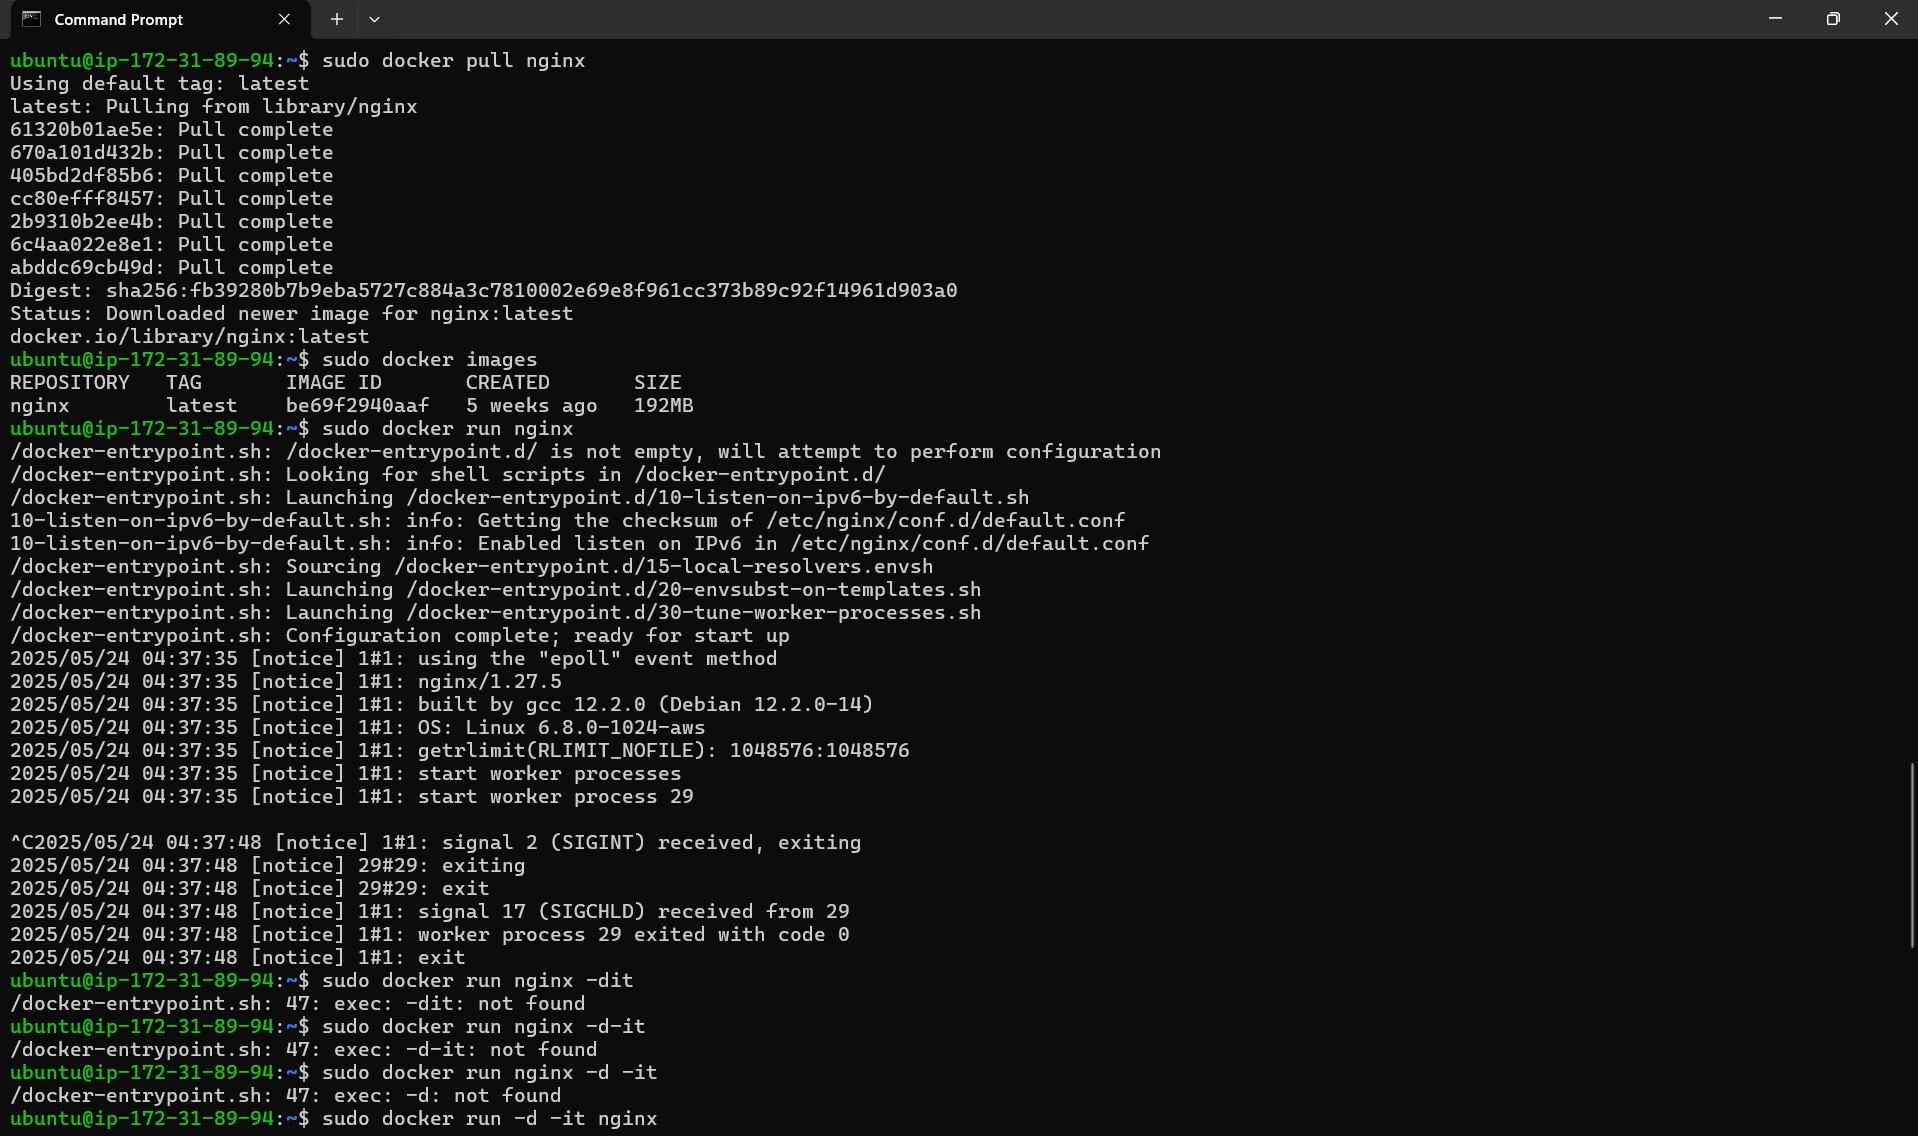 Command Prompt
ubuntu@ip-172-31-89-94:~$ sudo docker pull nginx
Using default tag: latest
latest: Pulling from library/nginx
61320b01ae5e: Pull complete
670a101d432b: Pull complete
405bd2df85b6: Pull complete
cc80efff8457: Pull complete
2b9310b2ee4b: Pull complete
6c4aa022e8e1: Pull complete
abddc69cb49d: Pull complete
Digest: sha256:fb39280b7b9eba5727c884a3c7810002e69e8f961cc373b89c92f14961d903a0
Status: Downloaded newer image for nginx:latest
docker.io/library/nginx:latest
ubuntu@ip-172-31-89-94:~$ sudo docker images
REPOSITORY   TAG       IMAGE ID       CREATED       SIZE
nginx        latest    be69f2940aaf   5 weeks ago   192MB
ubuntu@ip-172-31-89-94:~$ sudo docker run nginx
/docker-entrypoint.sh: /docker-entrypoint.d/ is not empty, will attempt to perform configuration
/docker-entrypoint.sh: Looking for shell scripts in /docker-entrypoint.d/
/docker-entrypoint.sh: Launching /docker-entrypoint.d/10-listen-on-ipv6-by-default.sh
10-listen-on-ipv6-by-default.sh: info: Getting the checksum of /etc/nginx/conf.d/default.conf
10-listen-on-ipv6-by-default.sh: info: Enabled listen on IPv6 in /etc/nginx/conf.d/default.conf
/docker-entrypoint.sh: Sourcing /docker-entrypoint.d/15-local-resolvers.envsh
/docker-entrypoint.sh: Launching /docker-entrypoint.d/20-envsubst-on-templates.sh
/docker-entrypoint.sh: Launching /docker-entrypoint.d/30-tune-worker-processes.sh
/docker-entrypoint.sh: Configuration complete; ready for start up
2025/05/24 04:37:35 [notice] 1#1: using the "epoll" event method
2025/05/24 04:37:35 [notice] 1#1: nginx/1.27.5
2025/05/24 04:37:35 [notice] 1#1: built by gcc 12.2.0 (Debian 12.2.0-14)
2025/05/24 04:37:35 [notice] 1#1: OS: Linux 6.8.0-1024-aws
2025/05/24 04:37:35 [notice] 1#1: getrlimit(RLIMIT_NOFILE): 1048576:1048576
2025/05/24 04:37:35 [notice] 1#1: start worker processes
2025/05/24 04:37:35 [notice] 1#1: start worker process 29
^C2025/05/24 04:37:48 [notice] 1#1: signal 2 (SIGINT) received, exiting
2025/05/24 04:37:48 [notice] 29#29: exiting
2025/05/24 04:37:48 [notice] 29#29: exit
2025/05/24 04:37:48 [notice] 1#1: signal 17 (SIGCHLD) received from 29
2025/05/24 04:37:48 [notice] 1#1: worker process 29 exited with code 0
2025/05/24 04:37:48 [notice] 1#1: exit
ubuntu@ip-172-31-89-94:~$ sudo docker run nginx -dit
/docker-entrypoint.sh: 47: exec: -dit: not found
ubuntu@ip-172-31-89-94:~$ sudo docker run nginx -d-it
/docker-entrypoint.sh: 47: exec: -d-it: not found
ubuntu@ip-172-31-89-94:~$ sudo docker run nginx -d -it
/docker-entrypoint.sh: 47: exec: -d: not found
ubuntu@ip-172-31-89-94:~$ sudo docker run -d -it nginx